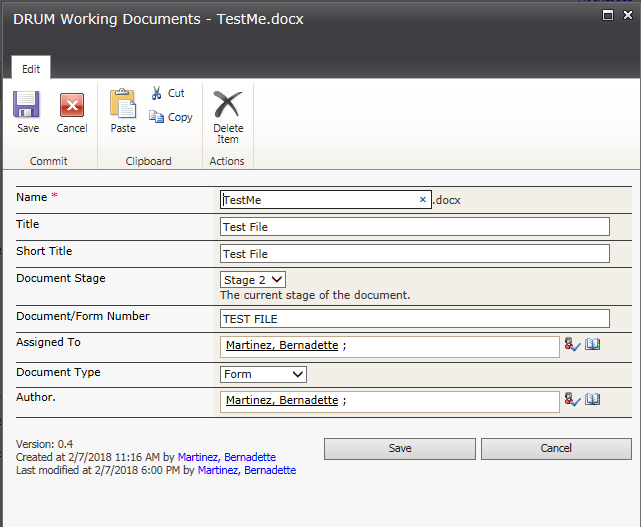 DRUM Working Documents - TestMe.docx
Edit
Save
Cancel
Paste
Cut
Copy
Delete Item
Commit
Clipboard
Actions
Name * TestMe × .docx
Title Test File
Short Title Test File
Document Stage Stage 2
The current stage of the document.
Document/Form Number TEST FILE
Assigned To Martinez, Bernadette ;
Document Type Form
Author. Martinez, Bernadette ;
Version: 0.4
Created at 2/7/2018 11:16 AM by Martinez, Bernadette
Last modified at 2/7/2018 6:00 PM by Martinez, Bernadette
Save
Cancel